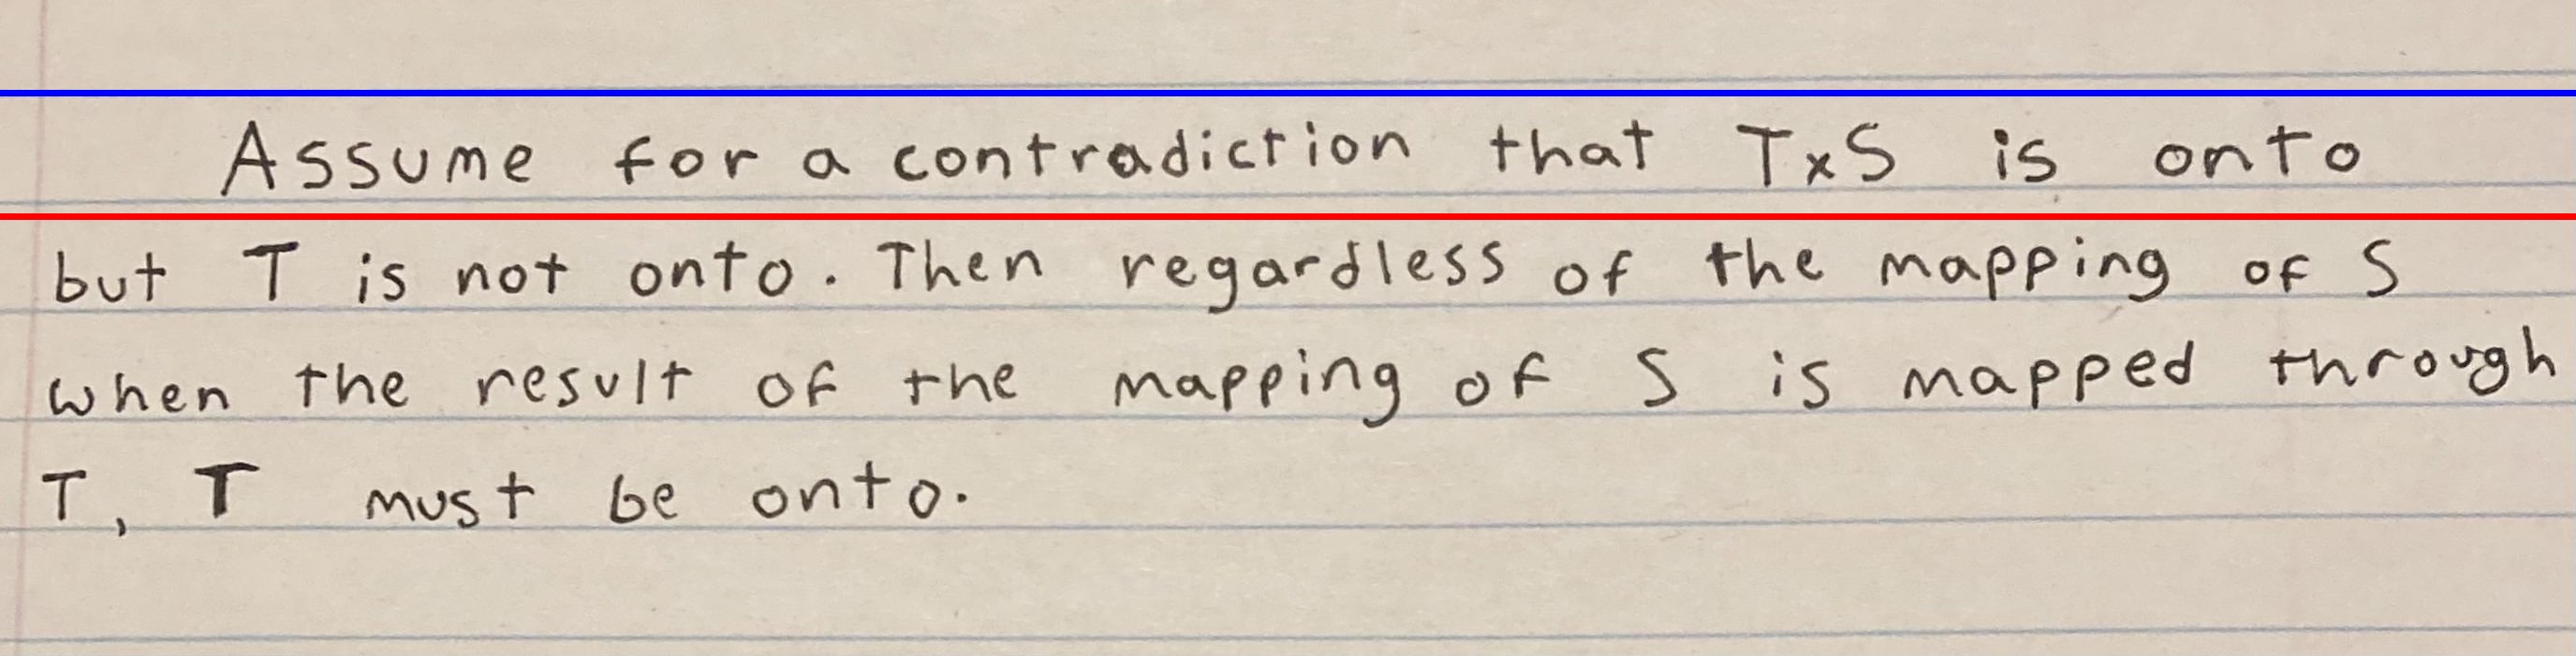 Assume for a contradiction that TxS is onto
but T is not onto. Then regardless of the mapping of S
when the result of the mapping of S is mapped through
T, T must be onto.